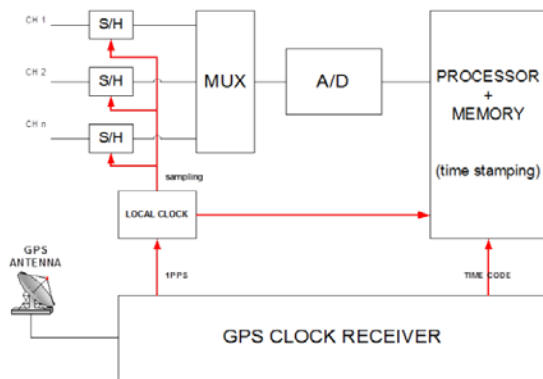 CH 1
S/H
CH 2
S/H
CH n
S/H
MUX
A/D
PROCESSOR
+
MEMORY
(time stamping)
sampling
LOCAL CLOCK
GPS
ANTENNA
1PPS
TIME CODE
GPS CLOCK RECEIVER